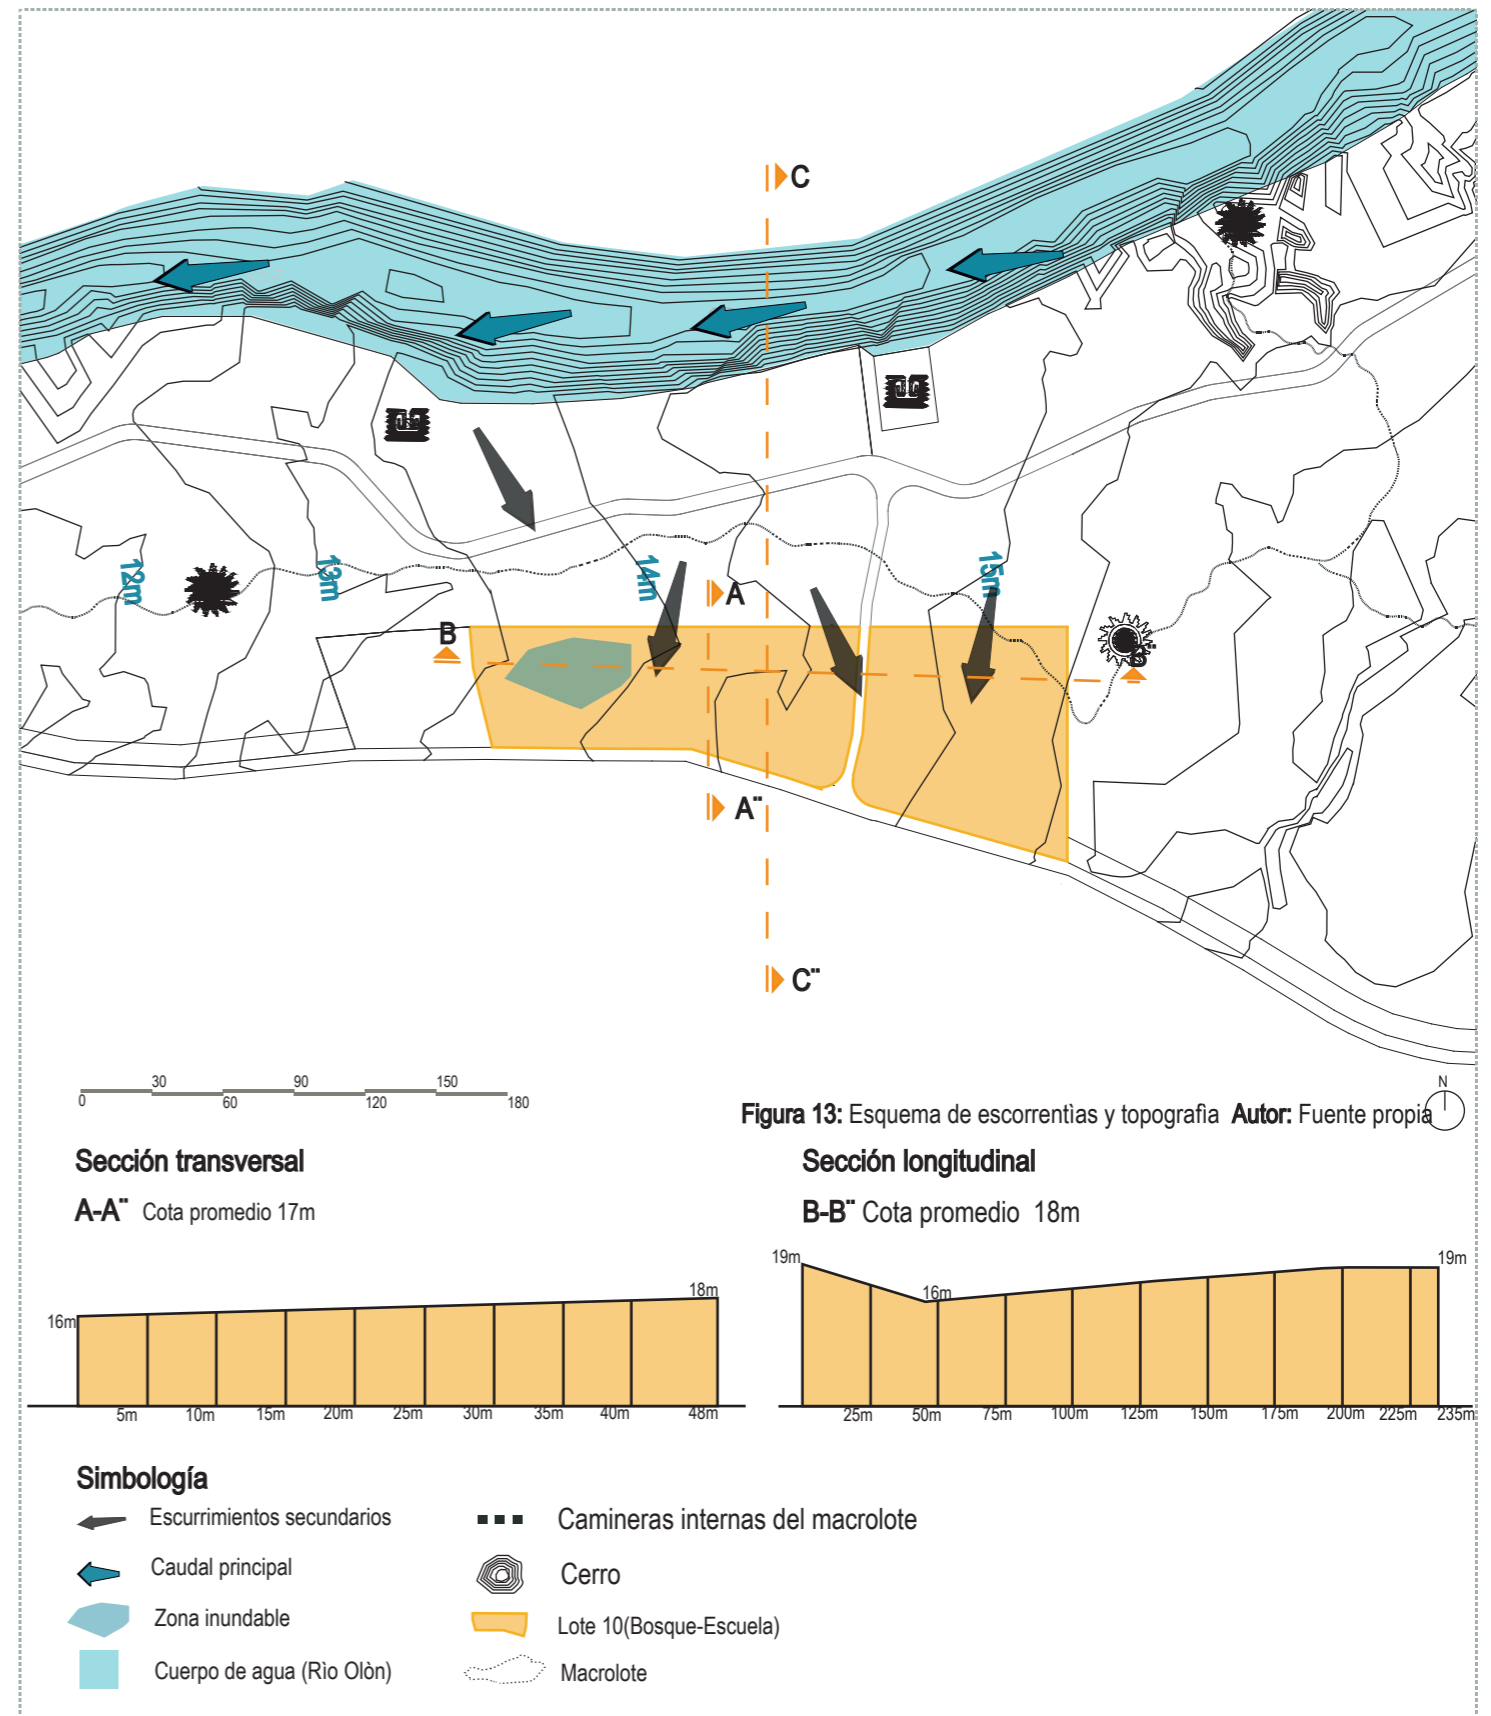 C
12m
13m
14m
15m
A
B
B¨
A¨
C¨
30 90 150
0 60 120 180
N
Figura 13: Esquema de escorrentìas y topografìa Autor: Fuente propia
Sección transversal
A-A¨ Cota promedio 17m
16m
18m
5m 10m 15m 20m 25m 30m 35m 40m 48m
Sección longitudinal
B-B¨ Cota promedio 18m
19m
16m
19m
25m 50m 75m 100m 125m 150m 175m 200m 225m 235m
Simbología
Escurrimientos secundarios
Caudal principal
Zona inundable
Cuerpo de agua (Rìo Olòn)
Camineras internas del macrolote
Cerro
Lote 10(Bosque-Escuela)
Macrolote